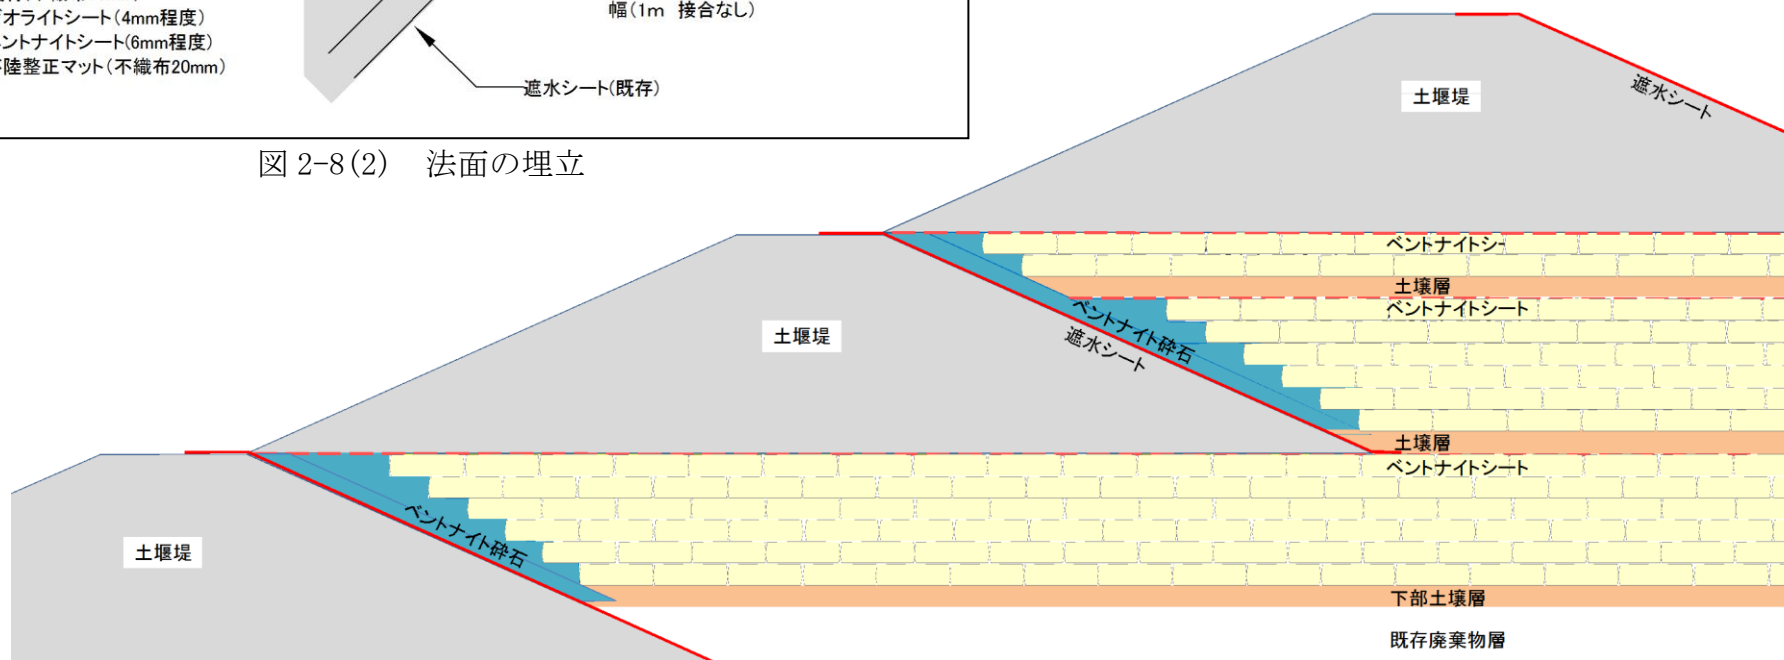 オライトシート(4mm程度)
ントナイトシート(6mm程度)
陸整正マット(不織布20mm)
幅(1m 接合なし)
遮水シート(既存)
図 2-8(2) 法面の埋立
土堰堤
遮水シート
ベントナイトシー
土壌層
ベントナイトシート
土堰堤
ベントナイト砕石
遮水シート
土壌層
ベントナイトシート
ベントナイト砕石
土堰堤
下部土壌層
既存廃棄物層